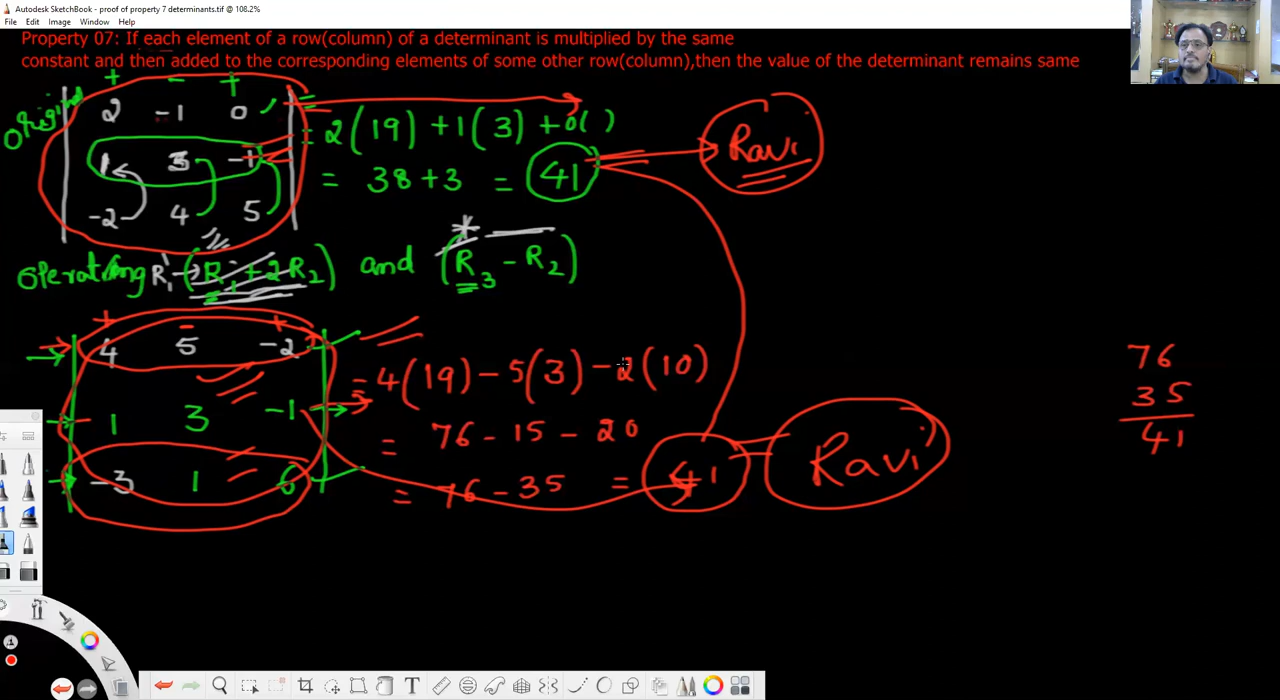 Autodesk SketchBook - proof of property 7 determinants.tif @ 108.2%
File Edit Image Window Help
Property 07: If each element of a row(column) of a determinant is multiplied by the same
constant and then added to the corresponding elements of some other row(column),then the value of the determinant remains same
+ - +
Original
2 -1 0
= 2(19) +1(3) +0( )
Ravi
1 3 -1
= 38+3 = 41
-2 4 5
operating R₁' → (R₁+2R₂) and (R₃ - R₂)
*
+ - +
4 5 -2
= 4(19) - 5(3) - 2(10)
76
35
41
1 3 -1
= 76 - 15 - 20
Ravi
-3 1 6
= 76 - 35 = 41
T